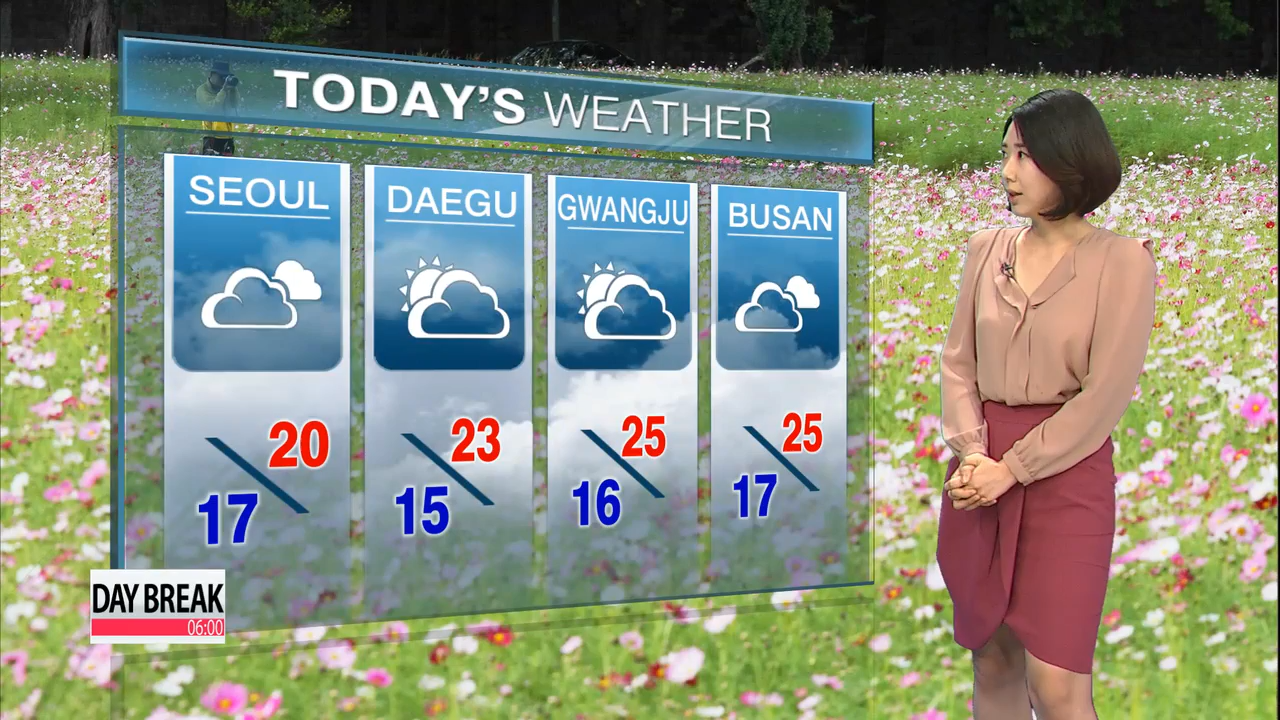 TODAY'S WEATHER
SEOUL
20
17
DAEGU
23
15
GWANGJU
25
16
BUSAN
25
17
DAY BREAK
06:00